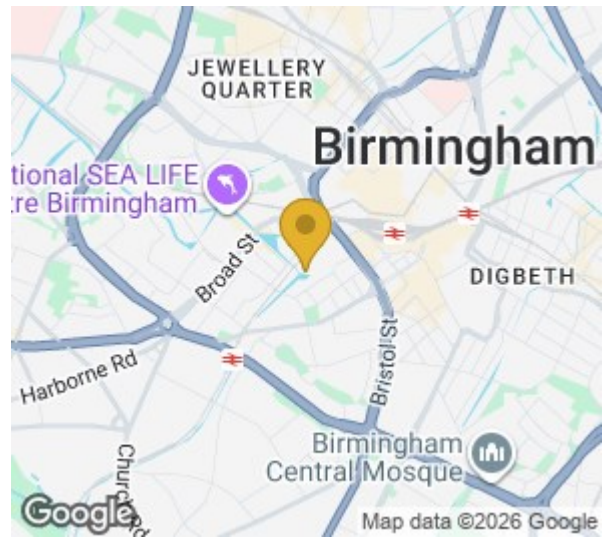 JEWELLERY
QUARTER
Birmingham
tional SEA LIFE
tre Birmingham
Broad St
DIGBETH
Bristol St
Harborne Rd
Church Rd
Birmingham
Central Mosque
Google
Map data ©2026 Google